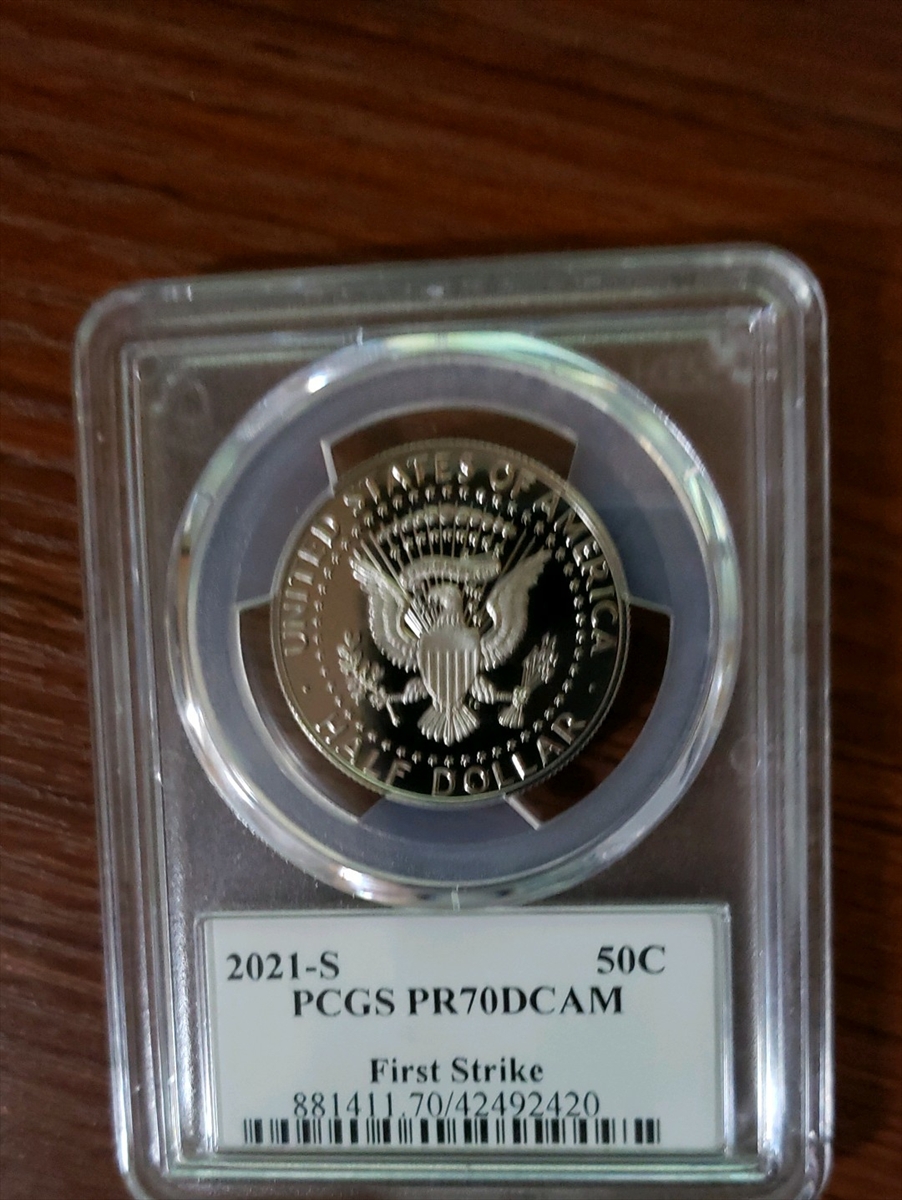 UNITED STATES OF AMERICA
HALF DOLLAR
2021-S 50C
PCGS PR70DCAM
First Strike
881411.70/42492420